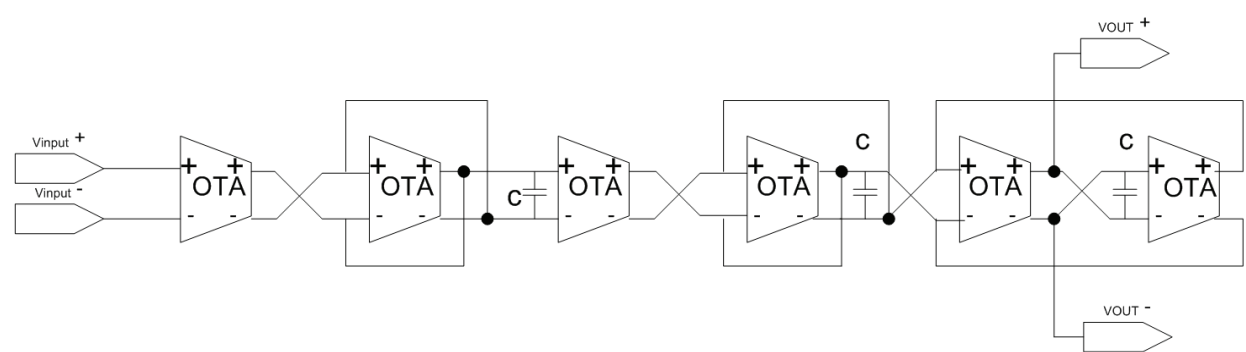 VOUT +
Vinput +
Vinput -
+ +
OTA
- -
+ +
OTA
- -
C
+ +
OTA
- -
+ +
OTA
- -
C
+ +
OTA
- -
C
+ +
OTA
- -
VOUT -